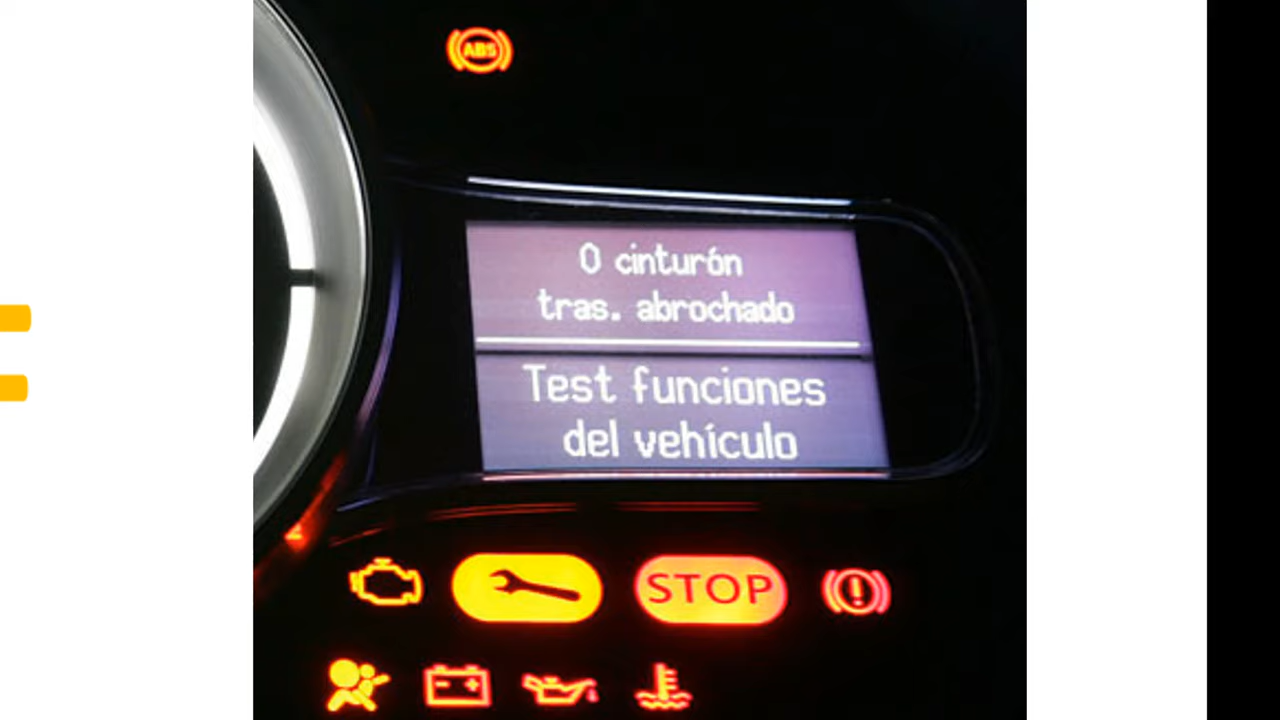 ABS
0 cinturón
tras. abrochado
Test funciones
del vehículo
STOP